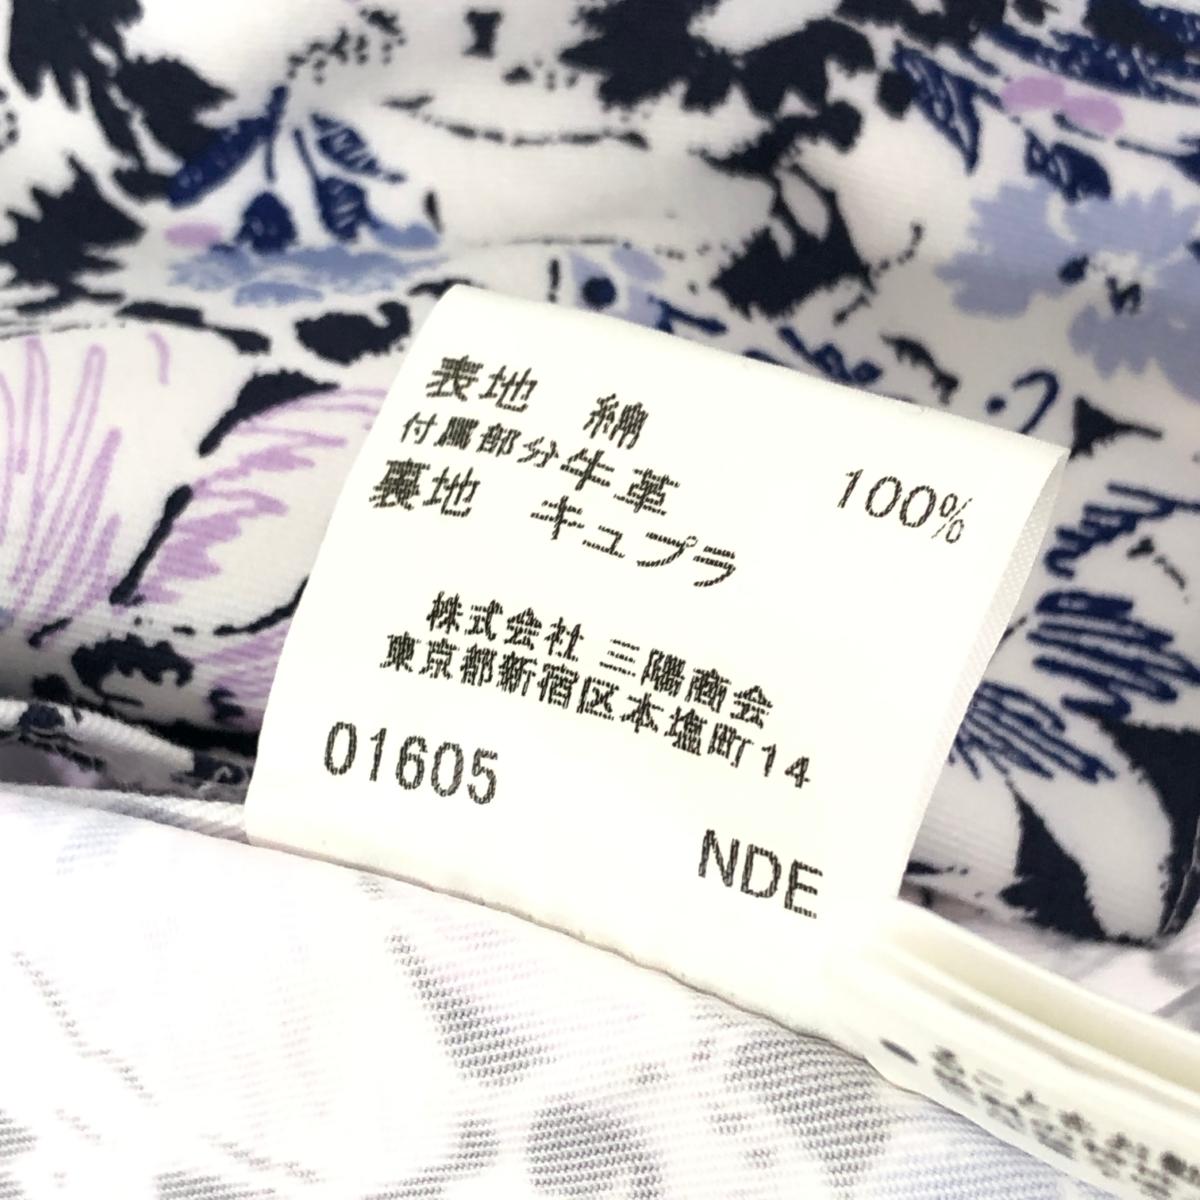 表地 綿 100%
付属部分牛革
裏地 キュプラ
株式会社 三陽商会
東京都新宿区本塩町14
01605
NDE